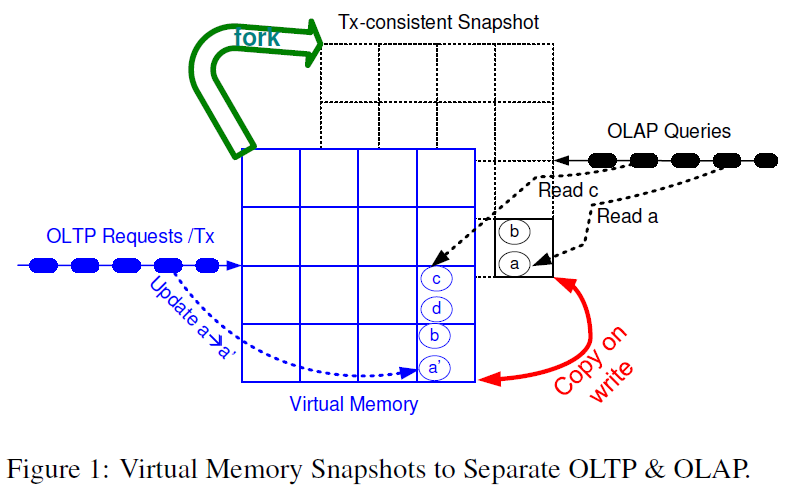 Tx-consistent Snapshot
fork
OLAP Queries
Read c
Read a
b
a
OLTP Requests /Tx
Update a→a'
c
d
b
a'
Copy on
write
Virtual Memory
Figure 1: Virtual Memory Snapshots to Separate OLTP & OLAP.